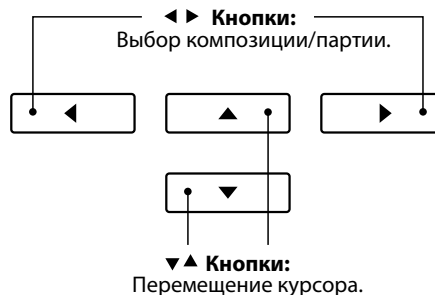 ◀ ▶ Кнопки:
Выбор композиции/партии.
▼▲ Кнопки:
Перемещение курсора.